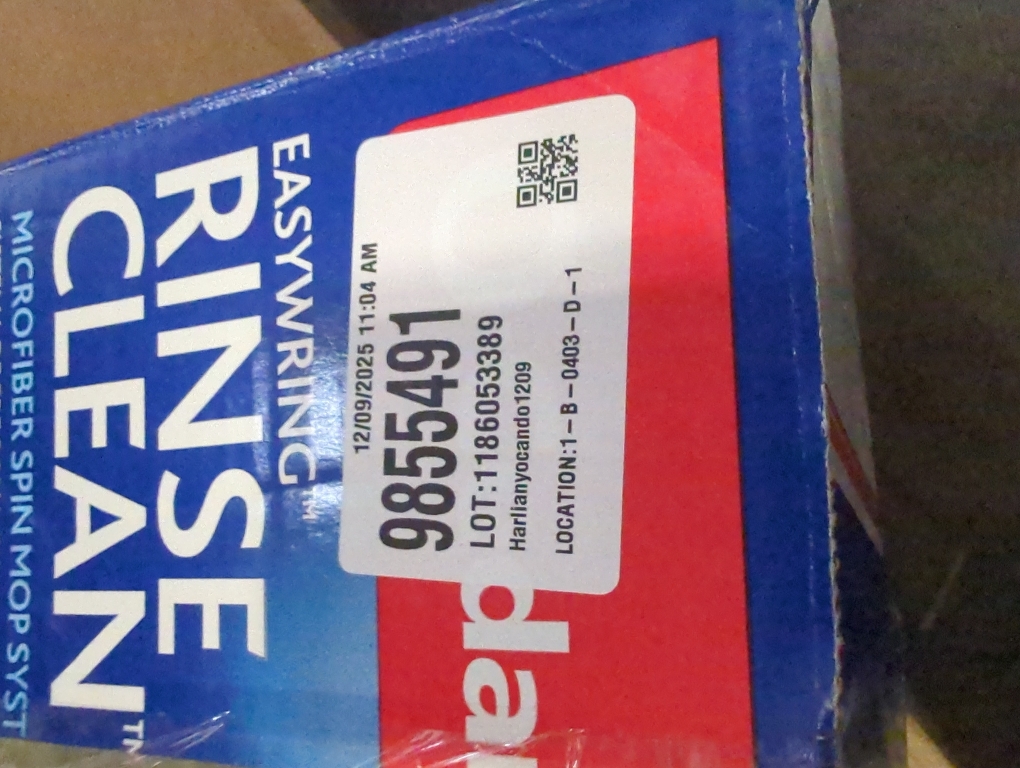 EASYWRING™
RINSE
CLEAN™
MICROFIBER SPIN MOP SYST
12/09/2025 11:04 AM
9855491
LOT:1186053389
Harlianyocando1209
LOCATION:1-B-0403-D-1